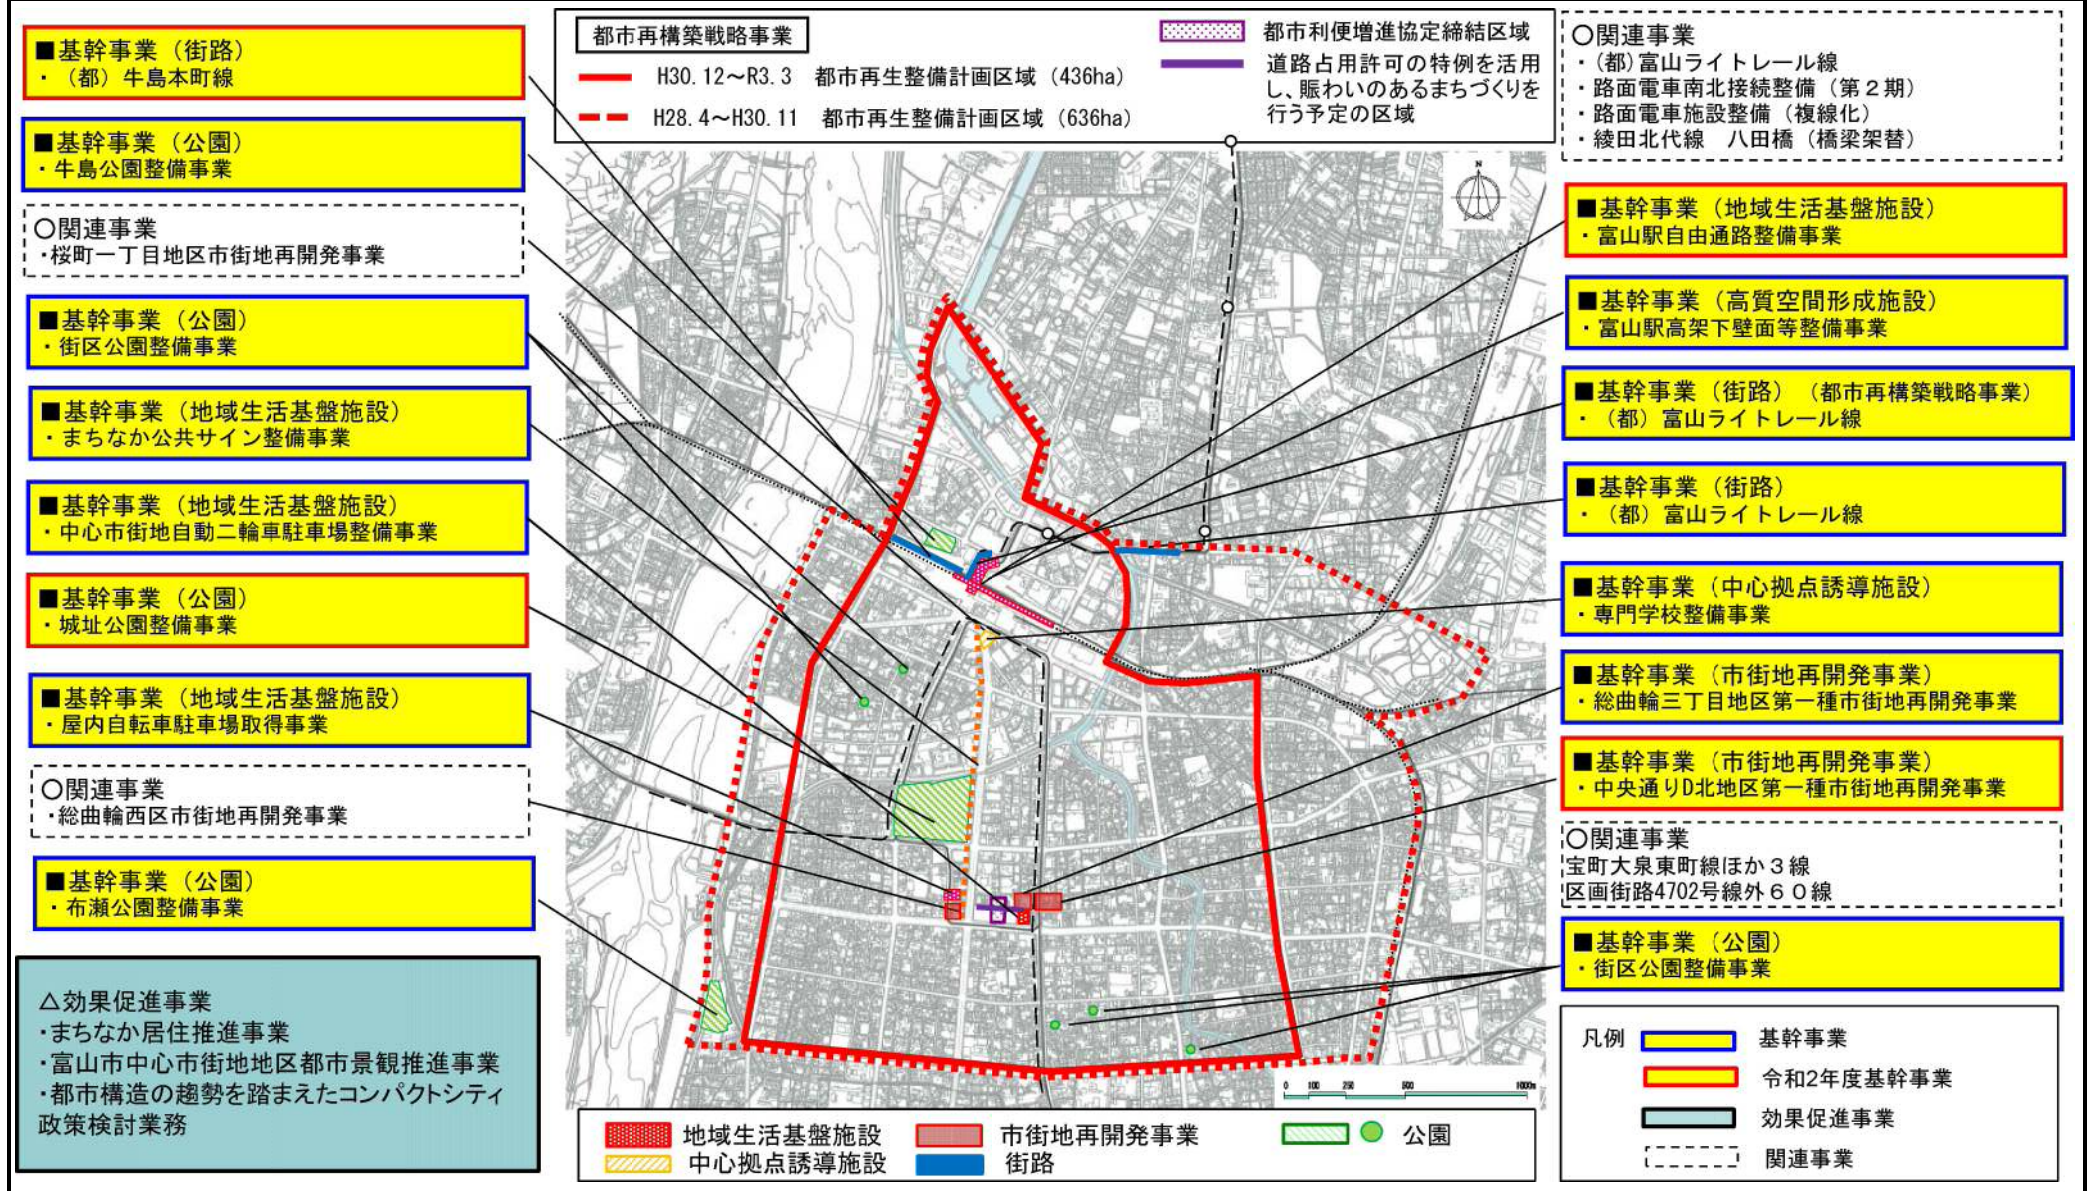 ■基幹事業（街路）
・（都）牛島本町線
■基幹事業（公園）
・牛島公園整備事業
○関連事業
・桜町一丁目地区市街地再開発事業
■基幹事業（公園）
・街区公園整備事業
■基幹事業（地域生活基盤施設）
・まちなか公共サイン整備事業
■基幹事業（地域生活基盤施設）
・中心市街地自動二輪車駐車場整備事業
■基幹事業（公園）
・城址公園整備事業
■基幹事業（地域生活基盤施設）
・屋内自転車駐車場取得事業
○関連事業
・総曲輪西区市街地再開発事業
■基幹事業（公園）
・布瀬公園整備事業
△効果促進事業
・まちなか居住推進事業
・富山市中心市街地地区都市景観推進事業
・都市構造の趨勢を踏まえたコンパクトシティ
政策検討業務
都市再構築戦略事業
H30.12～R3.3　都市再生整備計画区域（436ha）
H28.4～H30.11　都市再生整備計画区域（636ha）
都市利便増進協定締結区域
道路占用許可の特例を活用
し、賑わいのあるまちづくりを
行う予定の区域
N
0 100 250 500 1000m
地域生活基盤施設
市街地再開発事業
公園
中心拠点誘導施設
街路
○関連事業
・（都）富山ライトレール線
・路面電車南北接続整備（第２期）
・路面電車施設整備（複線化）
・綾田北代線　八田橋（橋梁架替）
■基幹事業（地域生活基盤施設）
・富山駅自由通路整備事業
■基幹事業（高質空間形成施設）
・富山駅高架下壁面等整備事業
■基幹事業（街路）（都市再構築戦略事業）
・（都）富山ライトレール線
■基幹事業（街路）
・（都）富山ライトレール線
■基幹事業（中心拠点誘導施設）
・専門学校整備事業
■基幹事業（市街地再開発事業）
・総曲輪三丁目地区第一種市街地再開発事業
■基幹事業（市街地再開発事業）
・中央通りD北地区第一種市街地再開発事業
○関連事業
宝町大泉東町線ほか３線
区画街路4702号線外６０線
■基幹事業（公園）
・街区公園整備事業
凡例
基幹事業
令和2年度基幹事業
効果促進事業
関連事業